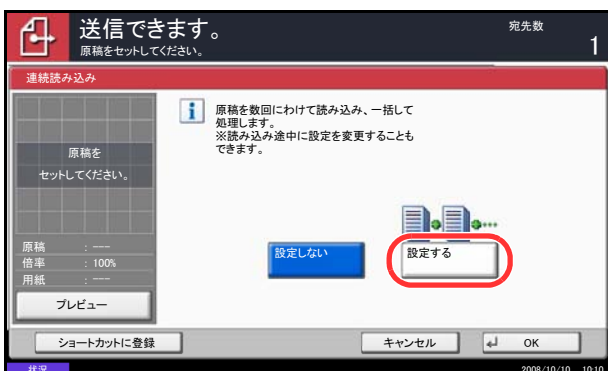 送信できます。
原稿をセットしてください。
宛先数
1
連続読み込み
原稿を
セットしてください。
原稿 : ---
倍率 : 100%
用紙 : ---
プレビュー
原稿を数回にわけて読み込み、一括して
処理します。
※読み込み途中に設定を変更することも
できます。
設定しない
設定する
ショートカットに登録
キャンセル
OK
状況
2008/10/10 10:10